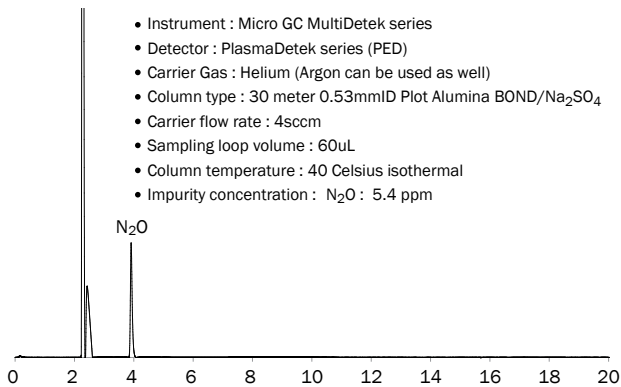 • Instrument : Micro GC MultiDetek series
• Detector : PlasmaDetek series (PED)
• Carrier Gas : Helium (Argon can be used as well)
• Column type : 30 meter 0.53mmID Plot Alumina BOND/Na₂SO₄
• Carrier flow rate : 4sccm
• Sampling loop volume : 60uL
• Column temperature : 40 Celsius isothermal
• Impurity concentration : N₂O : 5.4 ppm
N₂O
0 2 4 6 8 10 12 14 16 18 20